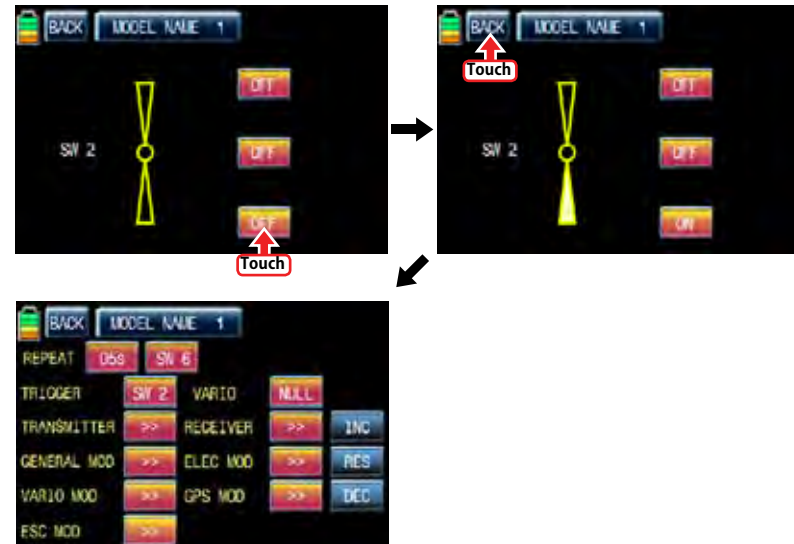 BACK MODEL NAME 1
OFF
SW 2 OFF
OFF
Touch
BACK MODEL NAME 1
Touch
OFF
SW 2 OFF
ON
BACK MODEL NAME 1
REPEAT 05s SW 6
TRIGGER SW 2 VARIO NULL
TRANSMITTER >> RECEIVER >> INC
GENERAL MOD >> ELEC MOD >> RES
VARIO MOD >> GPS MOD >> DEC
ESC MOD >>